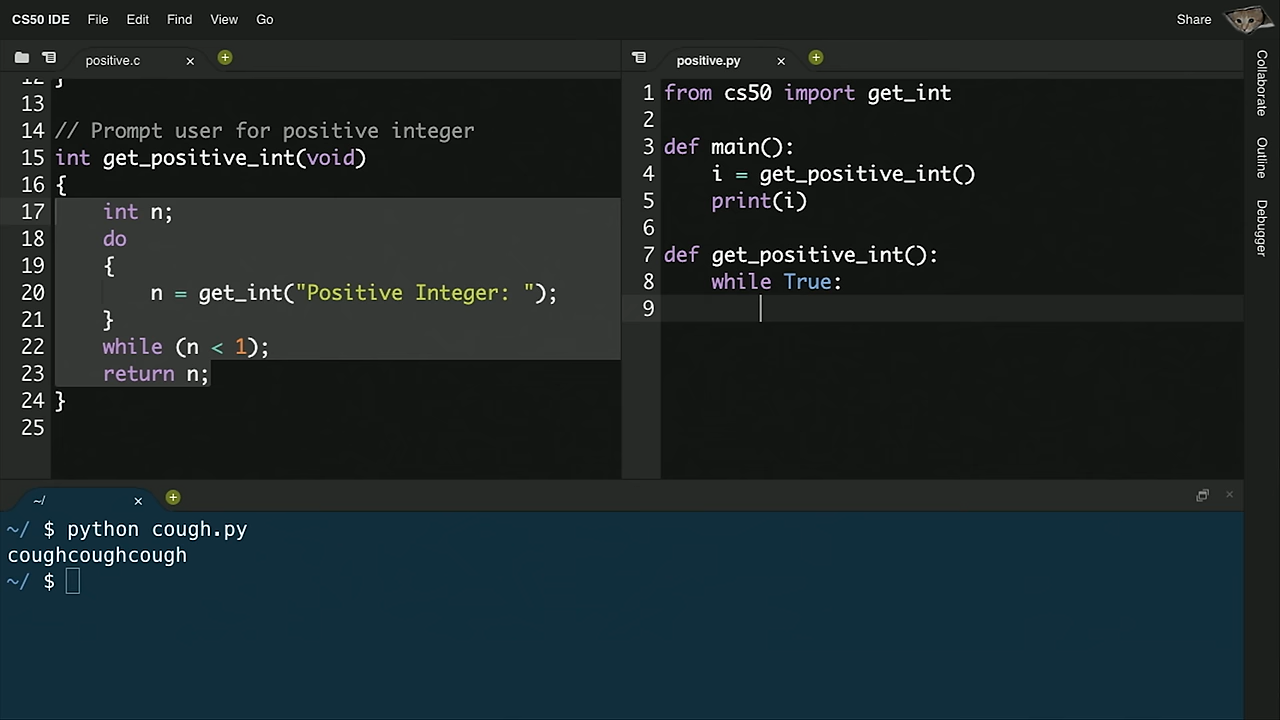 CS50 IDE File Edit Find View Go Share
positive.c
13
14 // Prompt user for positive integer
15 int get_positive_int(void)
16 {
17 int n;
18 do
19 {
20 n = get_int("Positive Integer: ");
21 }
22 while (n < 1);
23 return n;
24 }
25
positive.py
1 from cs50 import get_int
2
3 def main():
4 i = get_positive_int()
5 print(i)
6
7 def get_positive_int():
8 while True:
9
Collaborate
Outline
Debugger
~/
~/ $ python cough.py
coughcoughcough
~/ $